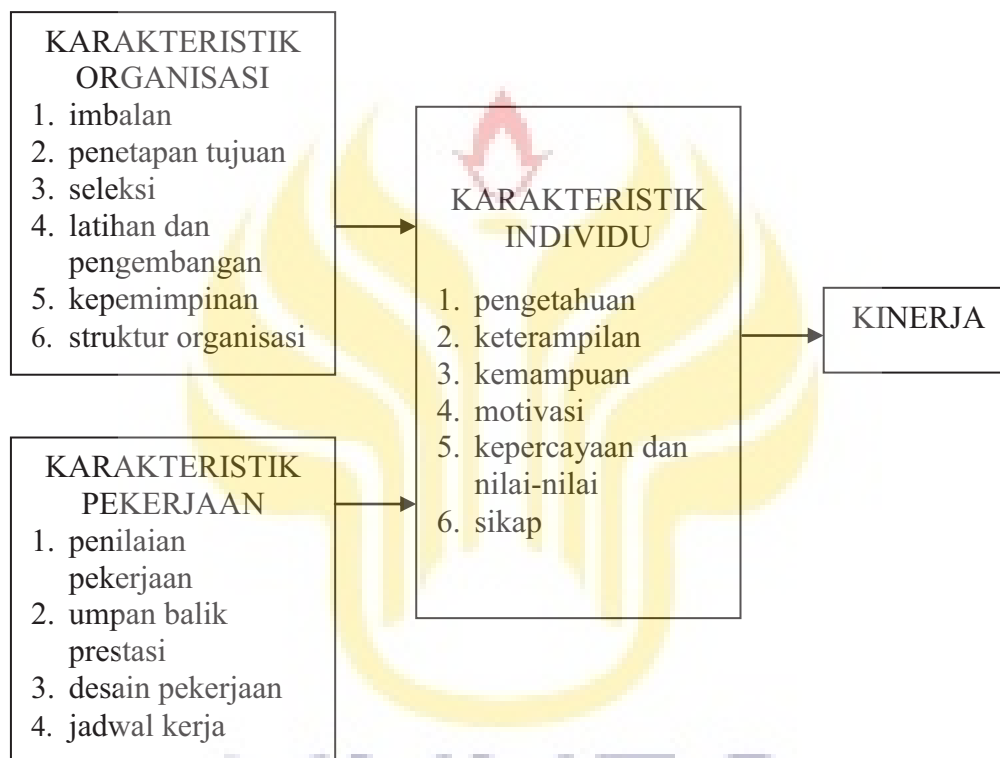 KARAKTERISTIK
ORGANISASI
1. imbalan
2. penetapan tujuan
3. seleksi
4. latihan dan
pengembangan
5. kepemimpinan
6. struktur organisasi
KARAKTERISTIK
PEKERJAAN
1. penilaian
pekerjaan
2. umpan balik
prestasi
3. desain pekerjaan
4. jadwal kerja
KARAKTERISTIK
INDIVIDU
1. pengetahuan
2. keterampilan
3. kemampuan
4. motivasi
5. kepercayaan dan
nilai-nilai
6. sikap
KINERJA